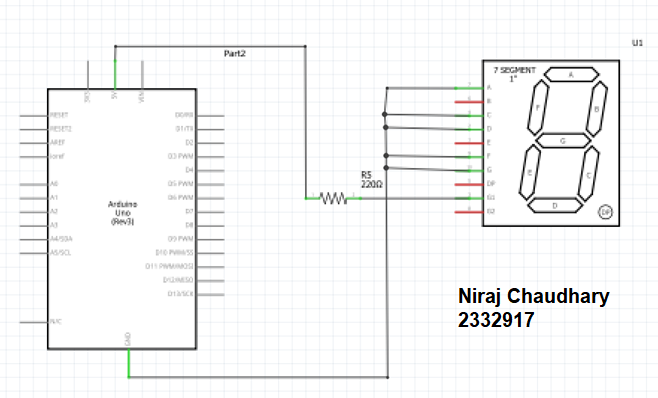 Part2
U1
7 SEGMENT
1"
A
B
C
D
E
F
G
DP
G1
G2
A
F
B
G
E
C
D
DP
3V3
5V
VIN
RESET
RESET2
AREF
ioref
A0
A1
A2
A3
A4/SDA
A5/SCL
N/C
D0/RX
D1/TX
D2
D3 PWM
D4
D5 PWM
D6 PWM
D7
D8
D9 PWM
D10 PWM/SS
D11 PWM/MOSI
D12/MISO
D13/SCK
GND
Arduino
Uno
(Rev3)
R5
220Ω
Niraj Chaudhary
2332917